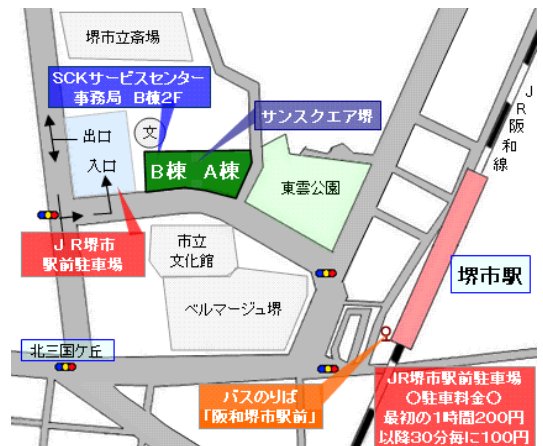 堺市立斎場
SCKサービスセンター
事務局 B棟2F
サンスクエア堺
JR阪和線
出口
文
入口
B棟 A棟
東雲公園
JR堺市
駅前駐車場
市立
文化館
堺市駅
ベルマージュ堺
北三国ケ丘
バスのりば
「阪和堺市駅前」
JR堺市駅前駐車場
〇駐車料金〇
最初の1時間200円
以降30分毎に100円